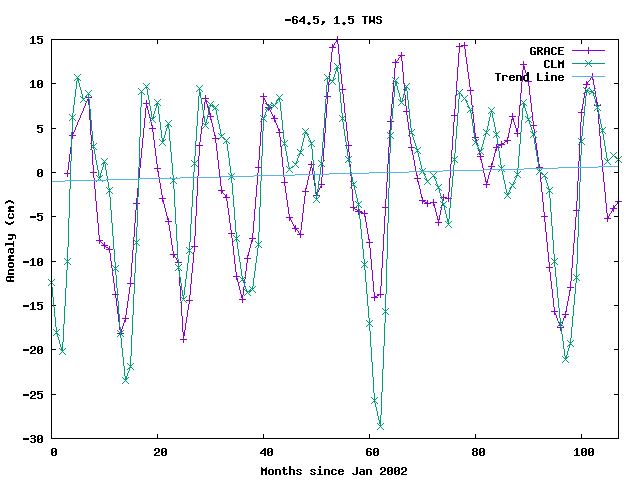 -64.5, 1.5 TWS
GRACE
CLM
Trend Line
15
10
5
0
-5
-10
-15
-20
-25
-30
Anomaly (cm)
0 20 40 60 80 100
Months since Jan 2002